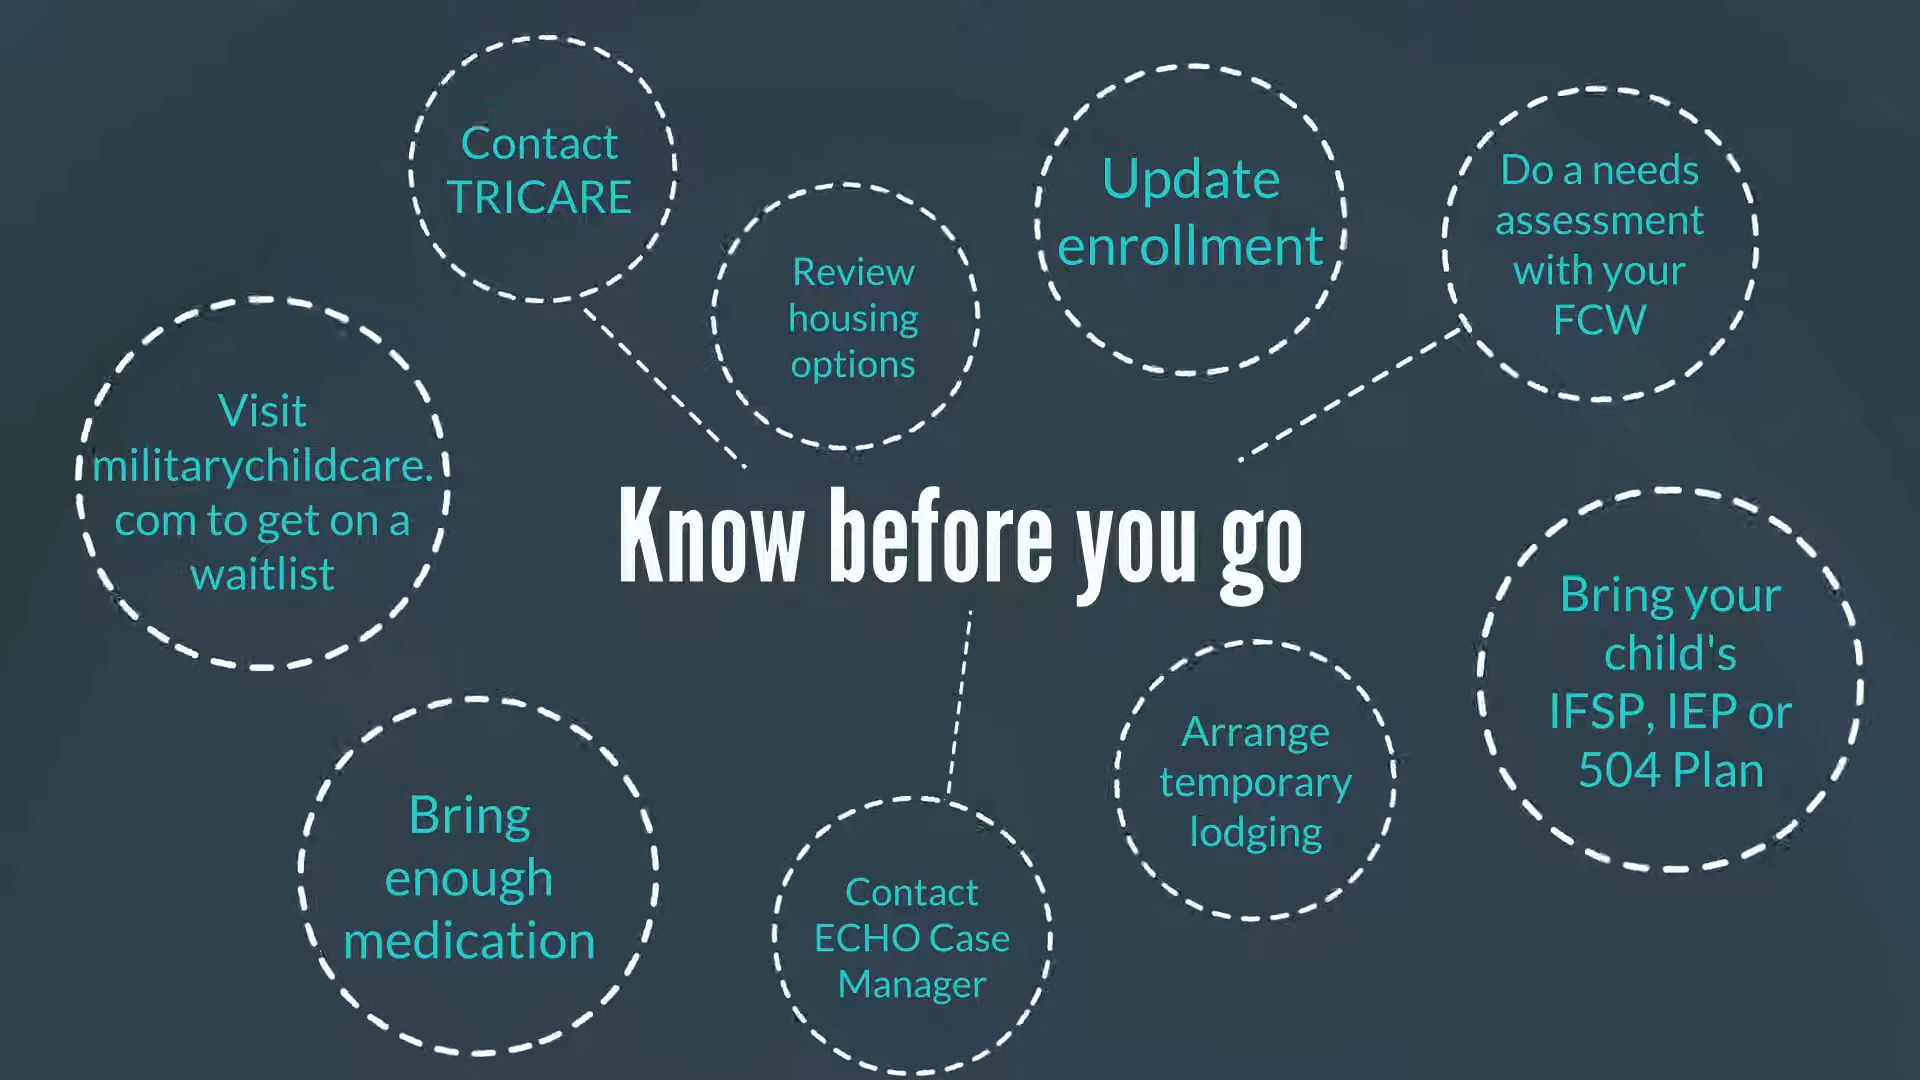 Contact
TRICARE
Review
housing
options
Update
enrollment
Do a needs
assessment
with your
FCW
Visit
militarychildcare.
com to get on a
waitlist
Know before you go
Bring your
child's
IFSP, IEP or
504 Plan
Arrange
temporary
lodging
Bring
enough
medication
Contact
ECHO Case
Manager